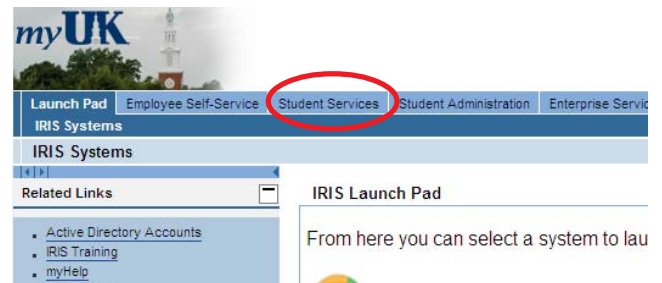 myUK
Launch Pad Employee Self-Service Student Services Student Administration Enterprise Servic
IRIS Systems
IRIS Systems
Related Links
IRIS Launch Pad
Active Directory Accounts
From here you can select a system to lau
IRIS Training
myHelp